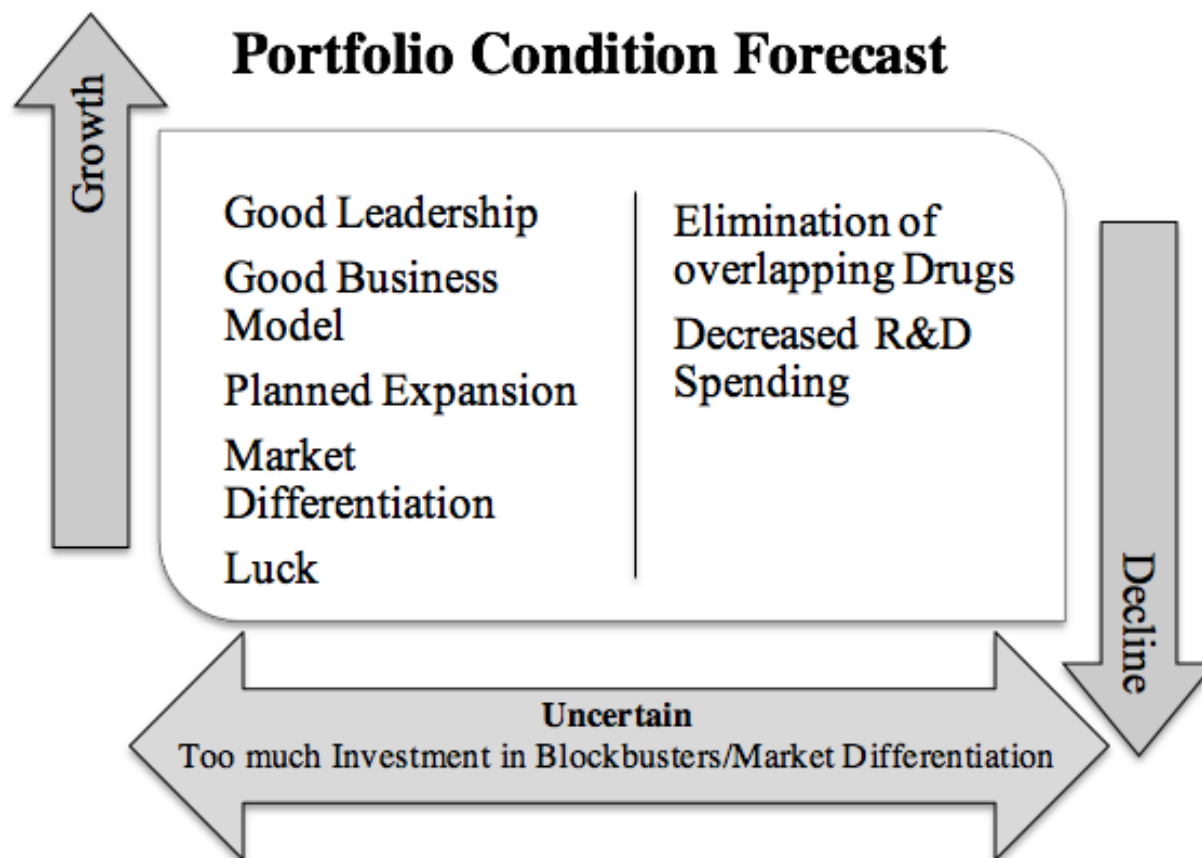 Portfolio Condition Forecast
Growth
Good Leadership
Good Business
Model
Planned Expansion
Market
Differentiation
Luck
Elimination of
overlapping Drugs
Decreased R&D
Spending
Decline
Uncertain
Too much Investment in Blockbusters/Market Differentiation